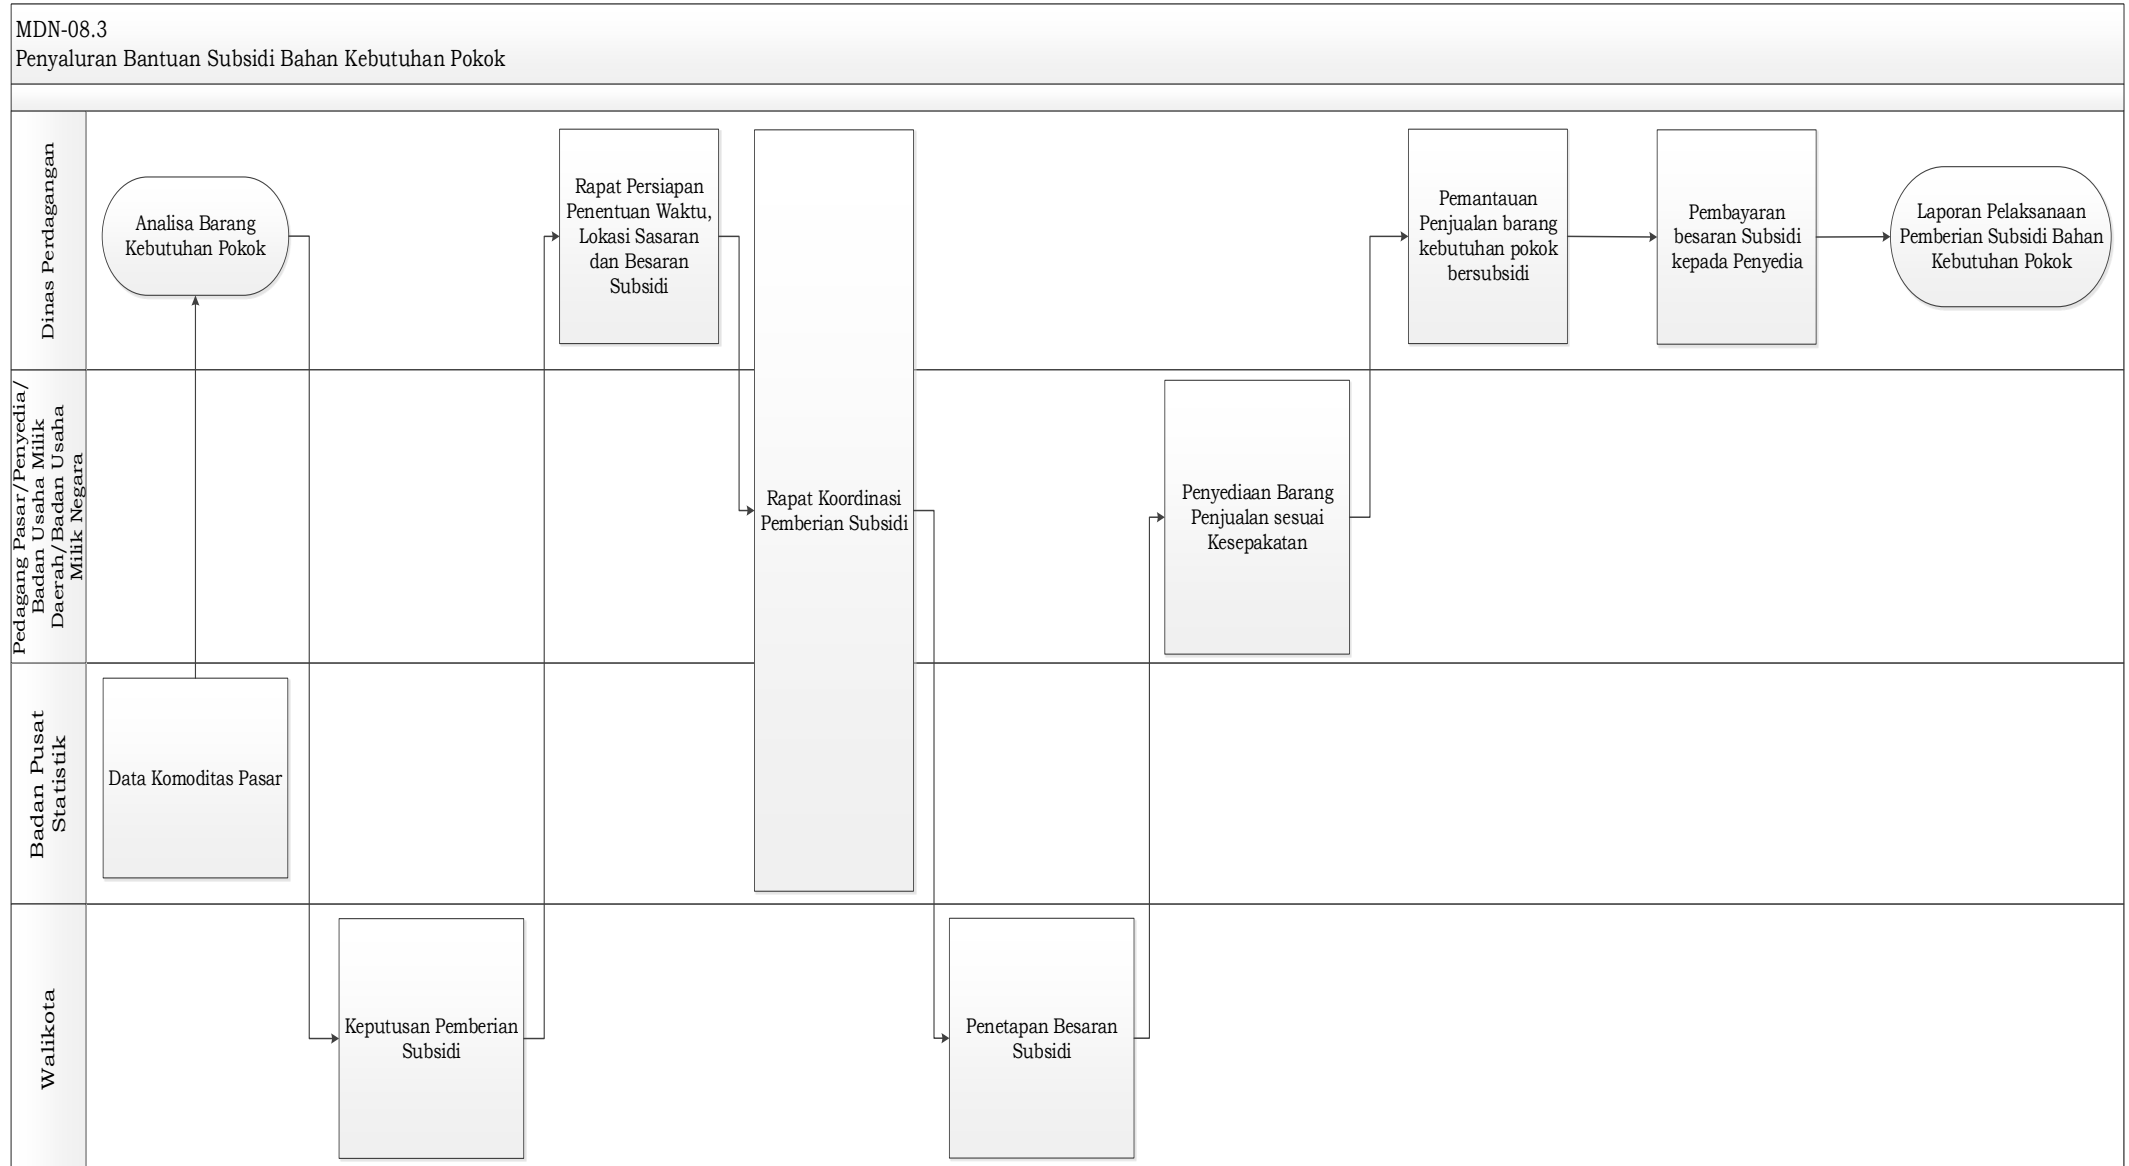 MDN-08.3
Penyaluran Bantuan Subsidi Bahan Kebutuhan Pokok
Dinas Perdagangan
Analisa Barang
Kebutuhan Pokok
Rapat Persiapan
Penentuan Waktu,
Lokasi Sasaran
dan Besaran
Subsidi
Pemantauan
Penjualan barang
kebutuhan pokok
bersubsidi
Pembayaran
besaran Subsidi
kepada Penyedia
Laporan Pelaksanaan
Pemberian Subsidi Bahan
Kebutuhan Pokok
Pedagang Pasar/Penyedia/
Badan Usaha Milik
Daerah/Badan Usaha
Milik Negara
Rapat Koordinasi
Pemberian Subsidi
Penyediaan Barang
Penjualan sesuai
Kesepakatan
Badan Pusat
Statistik
Data Komoditas Pasar
Walikota
Keputusan Pemberian
Subsidi
Penetapan Besaran
Subsidi